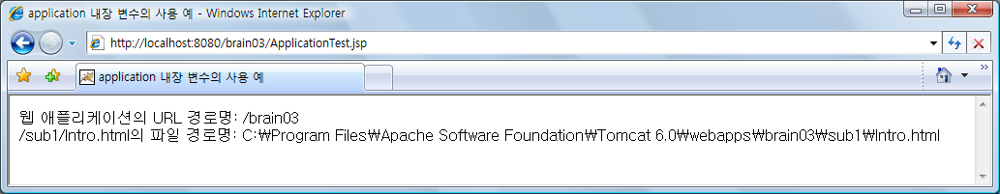 application 내장 변수의 사용 예 - Windows Internet Explorer
http://localhost:8080/brain03/ApplicationTest.jsp
application 내장 변수의 사용 예
웹 애플리케이션의 URL 경로명: /brain03
/sub1/Intro.html의 파일 경로명: C:₩Program Files₩Apache Software Foundation₩Tomcat 6.0₩webapps₩brain03₩sub1₩Intro.html